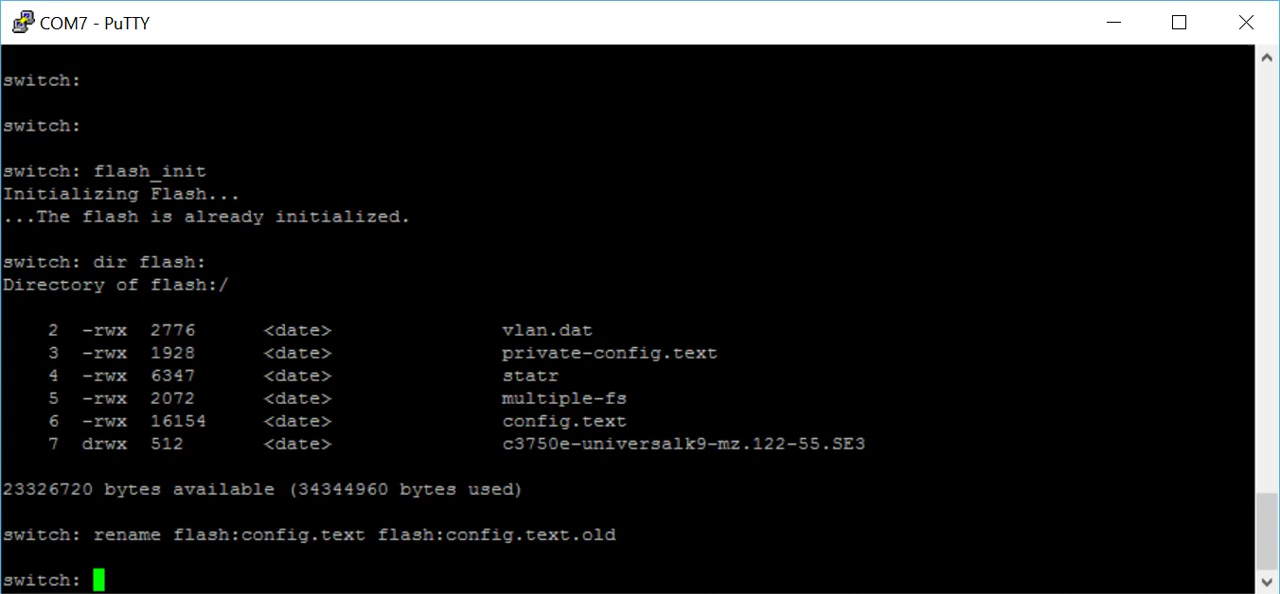 COM7 - PuTTY
switch:
switch:
switch: flash_init
Initializing Flash...
...The flash is already initialized.
switch: dir flash:
Directory of flash:/
2 -rwx 2776 <date> vlan.dat
3 -rwx 1928 <date> private-config.text
4 -rwx 6347 <date> statr
5 -rwx 2072 <date> multiple-fs
6 -rwx 16154 <date> config.text
7 drwx 512 <date> c3750e-universalk9-mz.122-55.SE3
23326720 bytes available (34344960 bytes used)
switch: rename flash:config.text flash:config.text.old
switch: